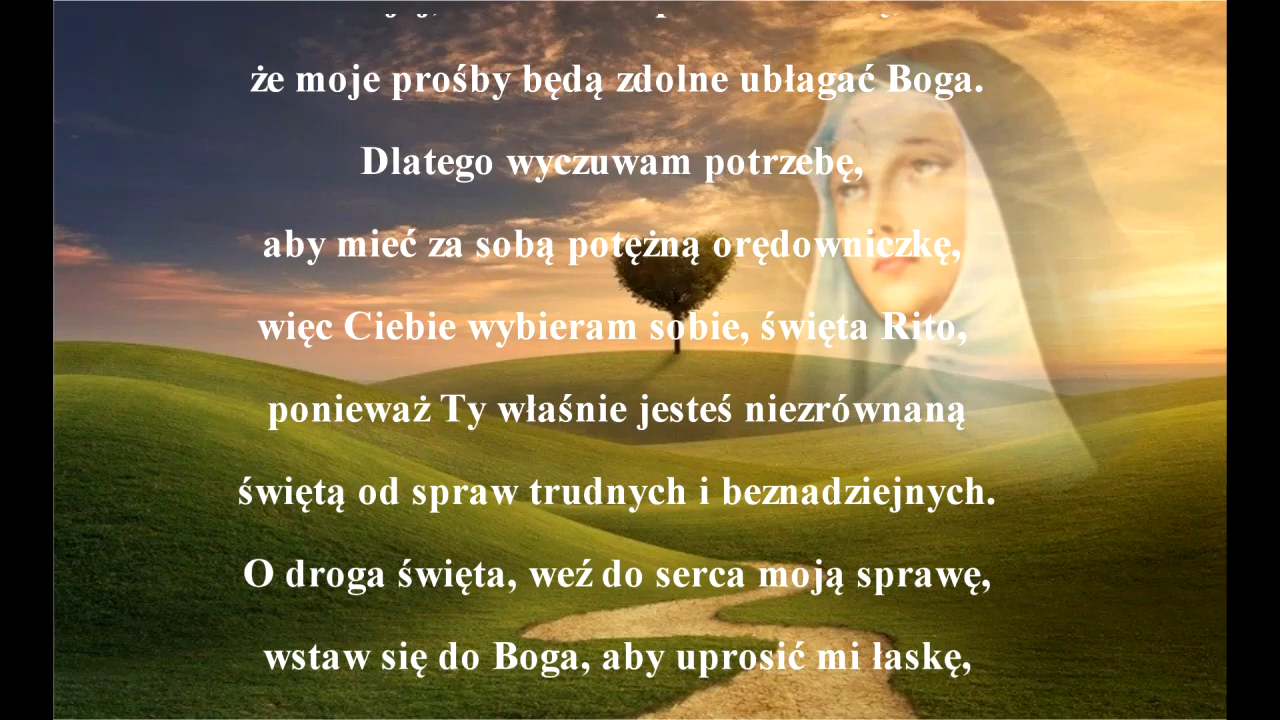 że moje prośby będą zdolne ubłagać Boga.
Dlatego wyczuwam potrzebę,
aby mieć za sobą potężną orędowniczkę,
więc Ciebie wybieram sobie, święta Rito,
ponieważ Ty właśnie jesteś niezrównaną
świętą od spraw trudnych i beznadziejnych.
O droga święta, weź do serca moją sprawę,
wstaw się do Boga, aby uprosić mi łaskę,